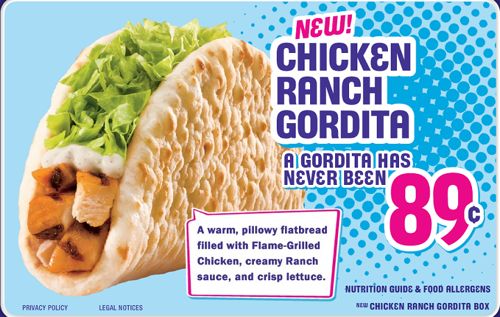 NEW!
CHICKEN
RANCH
GORDITA
A GORDITA HAS
NEVER BEEN
89¢
A warm, pillowy flatbread
filled with Flame-Grilled
Chicken, creamy Ranch
sauce, and crisp lettuce.
NUTRITION GUIDE & FOOD ALLERGENS
PRIVACY POLICY LEGAL NOTICES
NEW CHICKEN RANCH GORDITA BOX